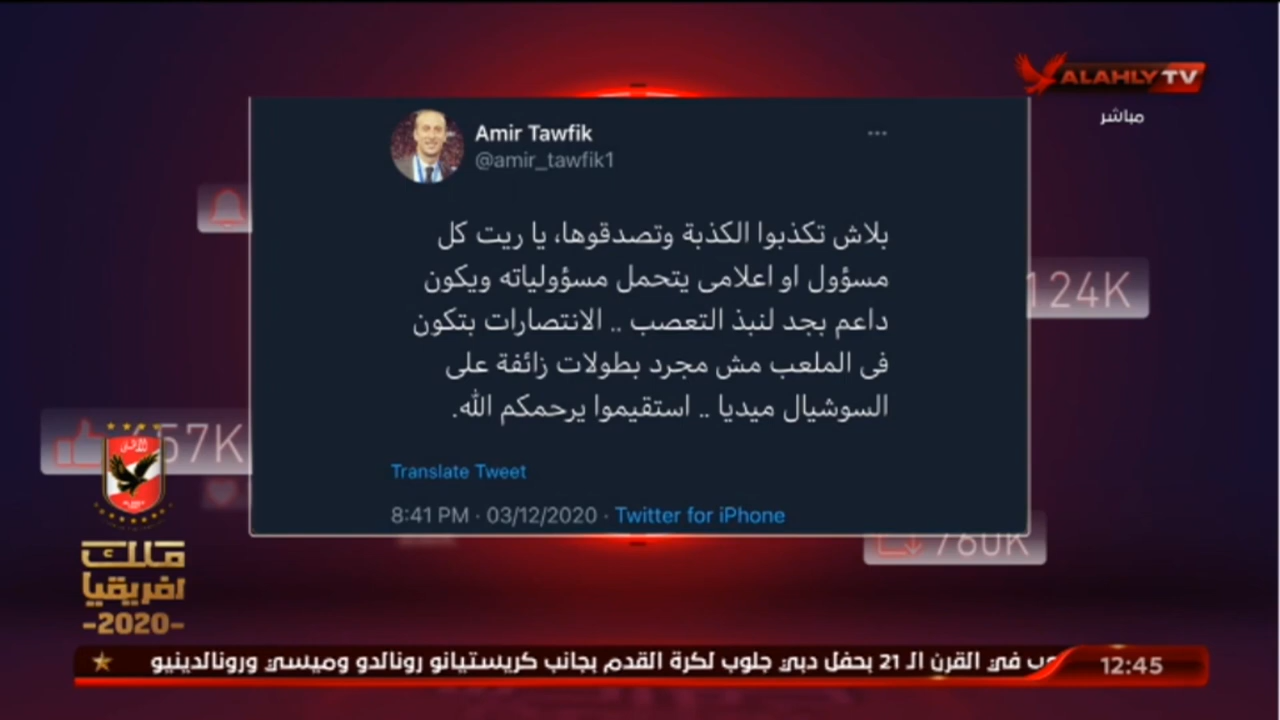 ALAHLY TV
مباشر
Amir Tawfik
@amir_tawfik1
بلاش تكذبوا الكذبة وتصدقوها، يا ريت كل
مسؤول او اعلامى يتحمل مسؤولياته ويكون
داعم بجد لنبذ التعصب .. الانتصارات بتكون
فى الملعب مش مجرد بطولات زائفة على
السوشيال ميديا .. استقيموا يرحمكم الله.
Translate Tweet
8:41 PM · 03/12/2020 · Twitter for iPhone
124K
57K
760K
ملك
افريقيا
-2020-
في القرن الـ 21 بحفل دبي جلوب لكرة القدم بجانب كريستيانو رونالدو وميسي ورونالدينيو
12:45